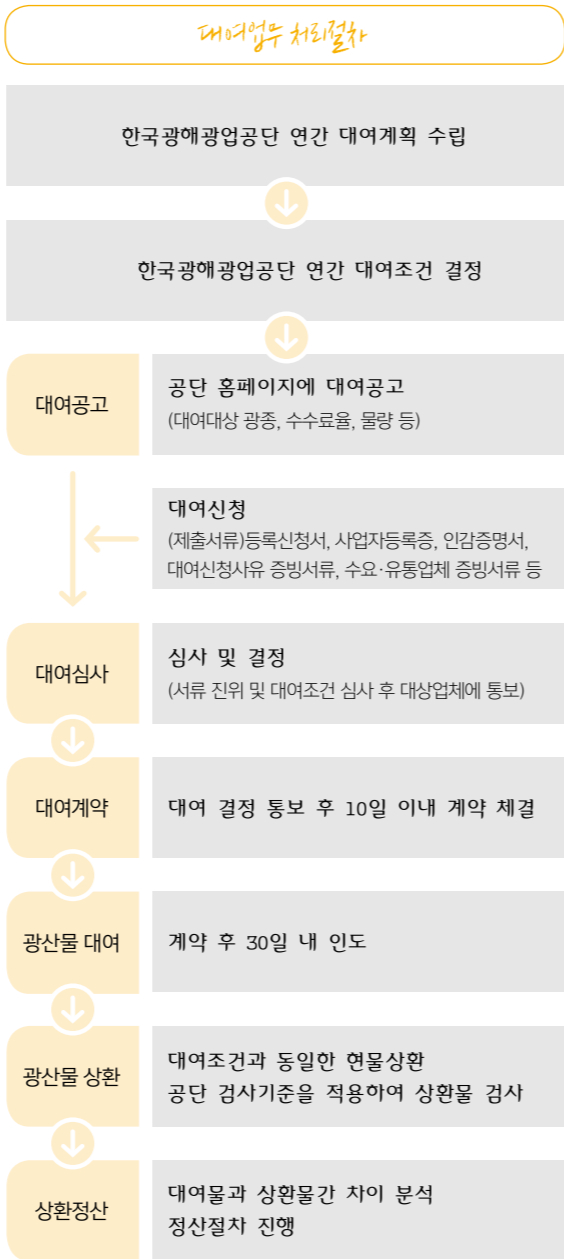 대여업무 처리절차
한국광해광업공단 연간 대여계획 수립
한국광해광업공단 연간 대여조건 결정
대여공고
공단 홈페이지에 대여공고
(대여대상 광종, 수수료율, 물량 등)
대여신청
(제출서류)등록신청서, 사업자등록증, 인감증명서,
대여신청사유 증빙서류, 수요·유통업체 증빙서류 등
대여심사
심사 및 결정
(서류 진위 및 대여조건 심사 후 대상업체에 통보)
대여계약
대여 결정 통보 후 10일 이내 계약 체결
광산물 대여
계약 후 30일 내 인도
광산물 상환
대여조건과 동일한 현물상환
공단 검사기준을 적용하여 상환물 검사
상환정산
대여물과 상환물간 차이 분석
정산절차 진행